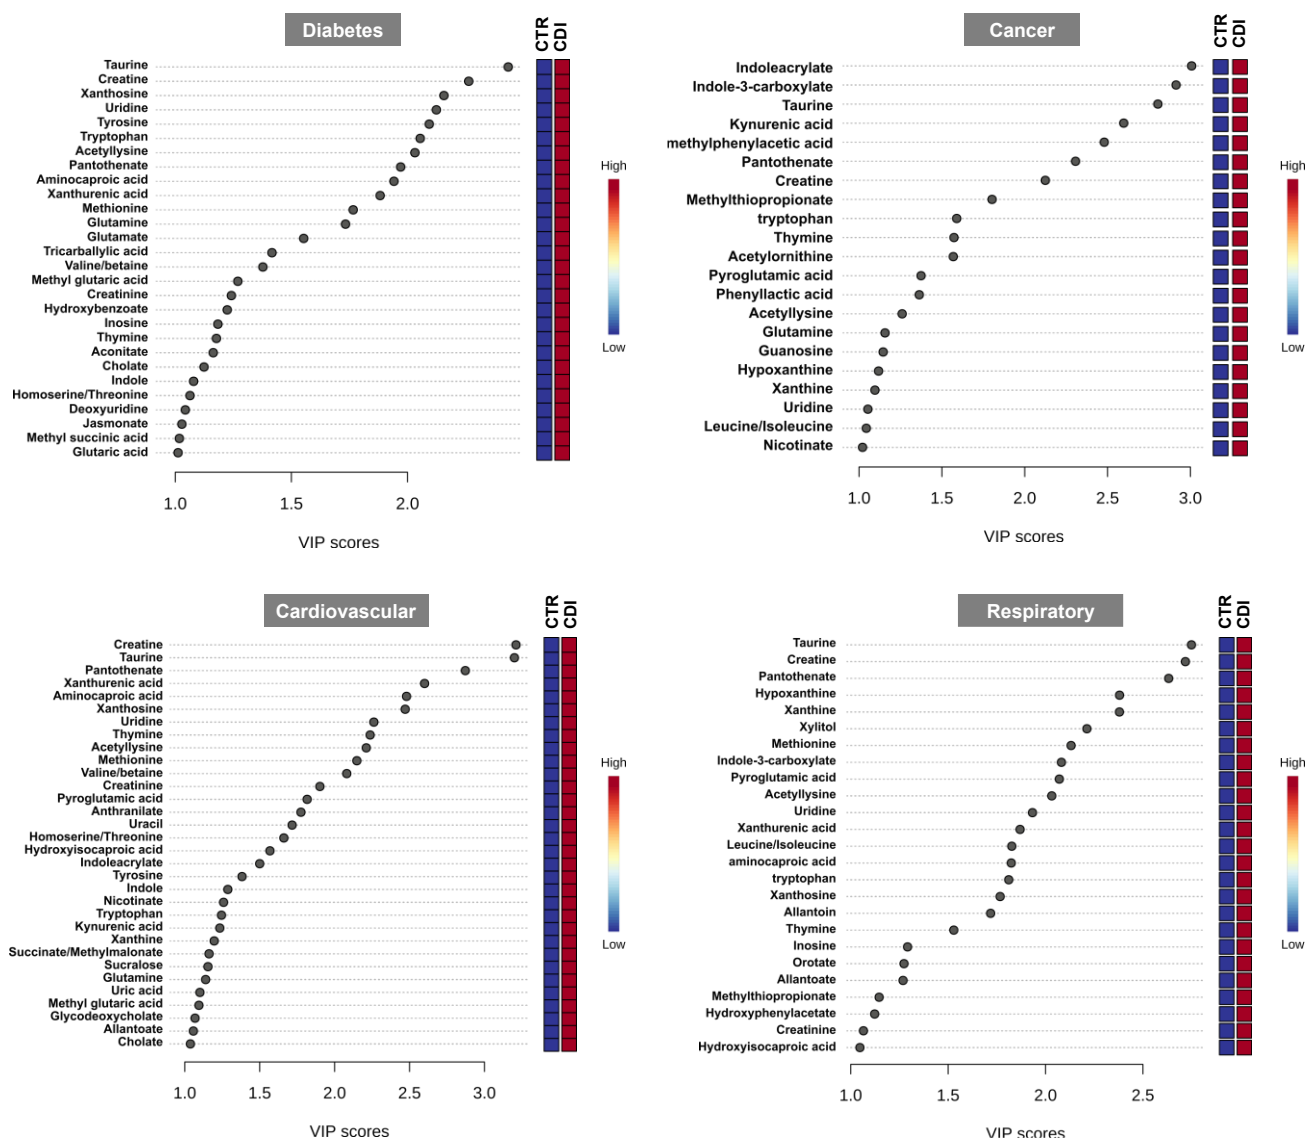 Diabetes
CTR
CDI
Taurine
Creatine
Xanthosine
Uridine
Tyrosine
Tryptophan
Acetyllysine
Pantothenate
Aminocaproic acid
Xanthurenic acid
Methionine
Glutamine
Glutamate
Tricarballylic acid
Valine/betaine
Methyl glutaric acid
Creatinine
Hydroxybenzoate
Inosine
Thymine
Aconitate
Cholate
Indole
Homoserine/Threonine
Deoxyuridine
Jasmonate
Methyl succinic acid
Glutaric acid
High
Low
1.0 1.5 2.0
VIP scores
Cancer
CTR
CDI
Indoleacrylate
Indole-3-carboxylate
Taurine
Kynurenic acid
methylphenylacetic acid
Pantothenate
Creatine
Methylthiopropionate
tryptophan
Thymine
Acetylornithine
Pyroglutamic acid
Phenyllactic acid
Acetyllysine
Glutamine
Guanosine
Hypoxanthine
Xanthine
Uridine
Leucine/Isoleucine
Nicotinate
High
Low
1.0 1.5 2.0 2.5 3.0
VIP scores
Cardiovascular
CTR
CDI
Creatine
Taurine
Pantothenate
Xanthurenic acid
Aminocaproic acid
Xanthosine
Uridine
Thymine
Acetyllysine
Methionine
Valine/betaine
Creatinine
Pyroglutamic acid
Anthranilate
Uracil
Homoserine/Threonine
Hydroxyisocaproic acid
Indoleacrylate
Tyrosine
Indole
Nicotinate
Tryptophan
Kynurenic acid
Xanthine
Succinate/Methylmalonate
Sucralose
Glutamine
Uric acid
Methyl glutaric acid
Glycodeoxycholate
Allantoate
Cholate
High
Low
1.0 1.5 2.0 2.5 3.0
VIP scores
Respiratory
CTR
CDI
Taurine
Creatine
Pantothenate
Hypoxanthine
Xanthine
Xylitol
Methionine
Indole-3-carboxylate
Pyroglutamic acid
Acetyllysine
Uridine
Xanthurenic acid
Leucine/Isoleucine
aminocaproic acid
tryptophan
Xanthosine
Allantoin
Thymine
Inosine
Orotate
Allantoate
Methylthiopropionate
Hydroxyphenylacetate
Creatinine
Hydroxyisocaproic acid
High
Low
1.0 1.5 2.0 2.5
VIP scores